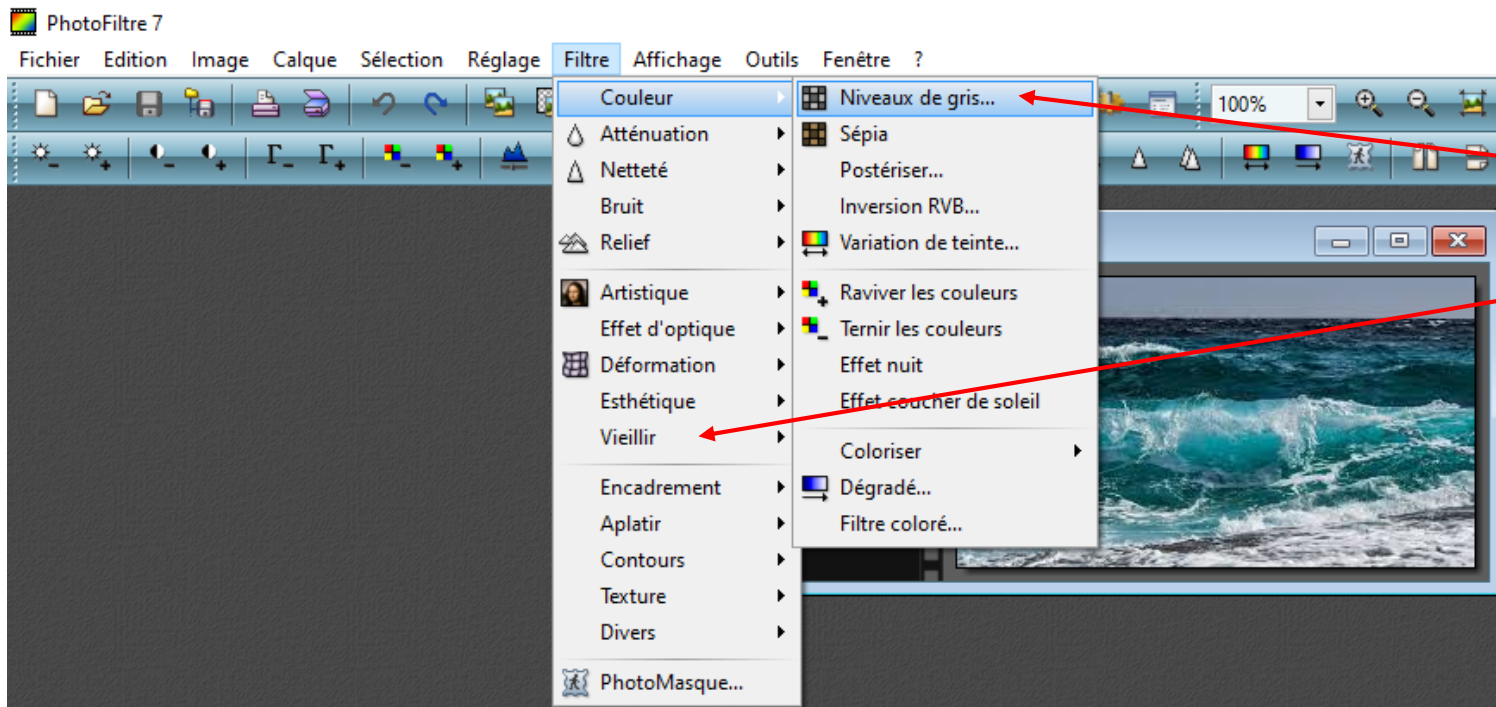 PhotoFiltre 7
Fichier Edition Image Calque Sélection Réglage Filtre Affichage Outils Fenêtre ?
100%
Γ- Γ+
Couleur
Atténuation
Netteté
Bruit
Relief
Artistique
Effet d'optique
Déformation
Esthétique
Vieillir
Encadrement
Aplatir
Contours
Texture
Divers
PhotoMasque...
Niveaux de gris...
Sépia
Postériser...
Inversion RVB...
Variation de teinte...
Raviver les couleurs
Ternir les couleurs
Effet nuit
Effet coucher de soleil
Coloriser
Dégradé...
Filtre coloré...